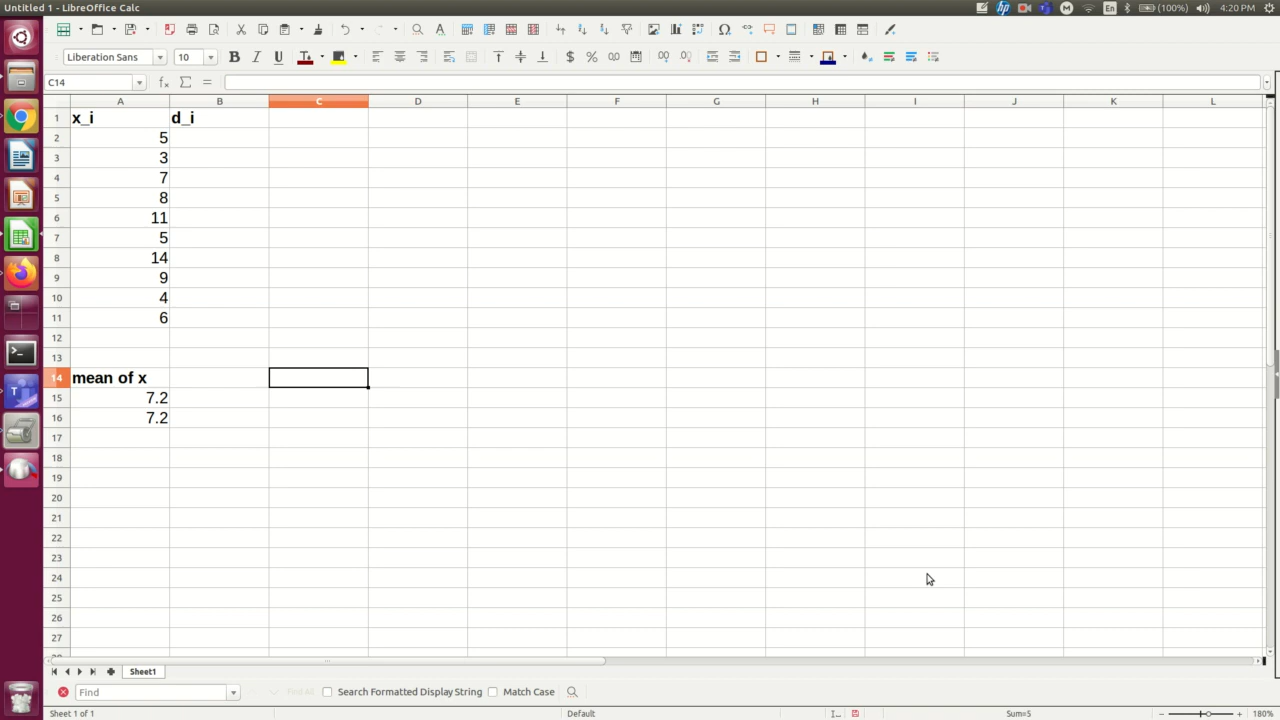 Untitled 1 - LibreOffice Calc
En (100%) 4:20 PM
Liberation Sans
C14
A B C D E F G H I J K L
1 x_i d_i
2 5
3 3
4 7
5 8
6 11
7 5
8 14
9 9
10 4
11 6
12
13
14 mean of x
15 7.2
16 7.2
17
18
19
20
21
22
23
24
25
26
27
Sheet1
Find Find All Search Formatted Display String Match Case
Sheet 1 of 1 Default Sum=5 180%